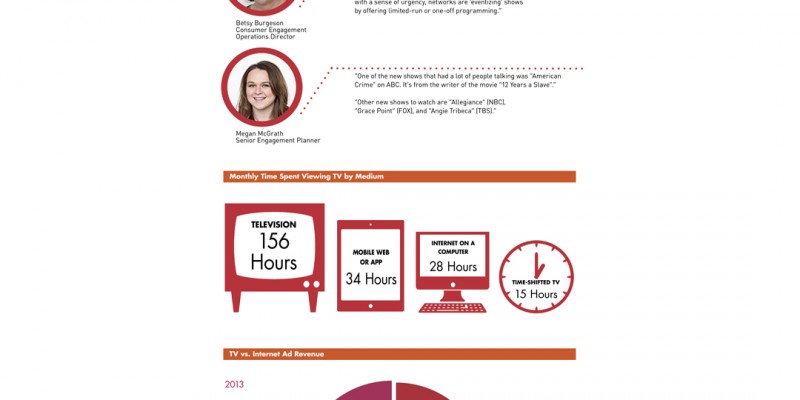 with a sense of urgency, networks are 'eventizing' shows
by offering limited-run or one-off programming."
Betsy Burgeson
Consumer Engagement
Operations Director
"One of the new shows that had a lot of people talking was "American
Crime" on ABC. It's from the writer of the movie "12 Years a Slave"."
"Other new shows to watch are "Allegiance" (NBC),
"Grace Point" (FOX), and "Angie Tribeca" (TBS)."
Megan McGrath
Senior Engagement Planner
Monthly Time Spent Viewing TV by Medium
TELEVISION
156
Hours
MOBILE WEB
OR APP
34 Hours
INTERNET ON A
COMPUTER
28 Hours
TIME-SHIFTED TV
15 Hours
TV vs. Internet Ad Revenue
2013